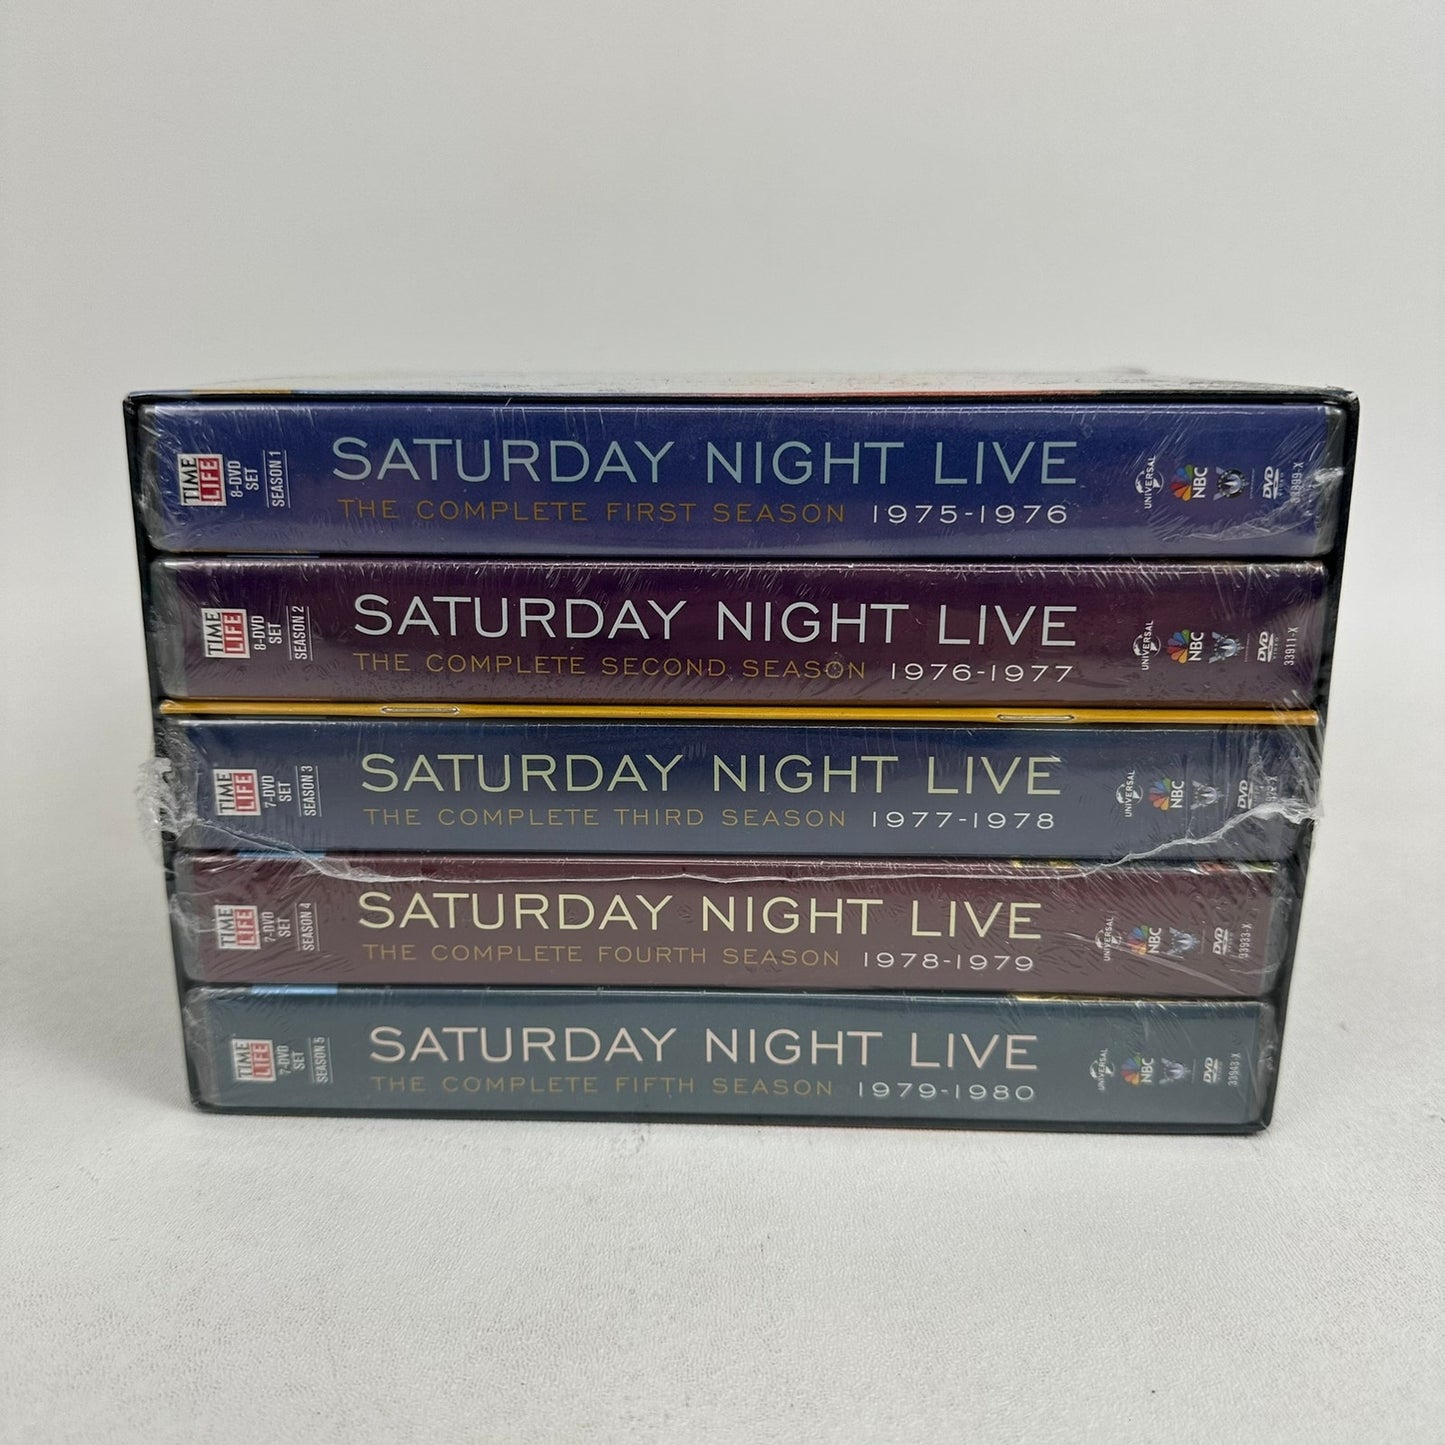 TIME LIFE
8-DVD SET
SEASON 1
SATURDAY NIGHT LIVE
THE COMPLETE FIRST SEASON 1975-1976
UNIVERSAL
NBC
DVD
TIME LIFE
8-DVD SET
SEASON 2
SATURDAY NIGHT LIVE
THE COMPLETE SECOND SEASON 1976-1977
UNIVERSAL
NBC
DVD
33911-X
TIME LIFE
7-DVD SET
SEASON 3
SATURDAY NIGHT LIVE
THE COMPLETE THIRD SEASON 1977-1978
UNIVERSAL
NBC
DVD
TIME LIFE
7-DVD SET
SEASON 4
SATURDAY NIGHT LIVE
THE COMPLETE FOURTH SEASON 1978-1979
UNIVERSAL
NBC
DVD
33933-X
TIME LIFE
7-DVD SET
SEASON 5
SATURDAY NIGHT LIVE
THE COMPLETE FIFTH SEASON 1979-1980
UNIVERSAL
NBC
DVD
33943-X